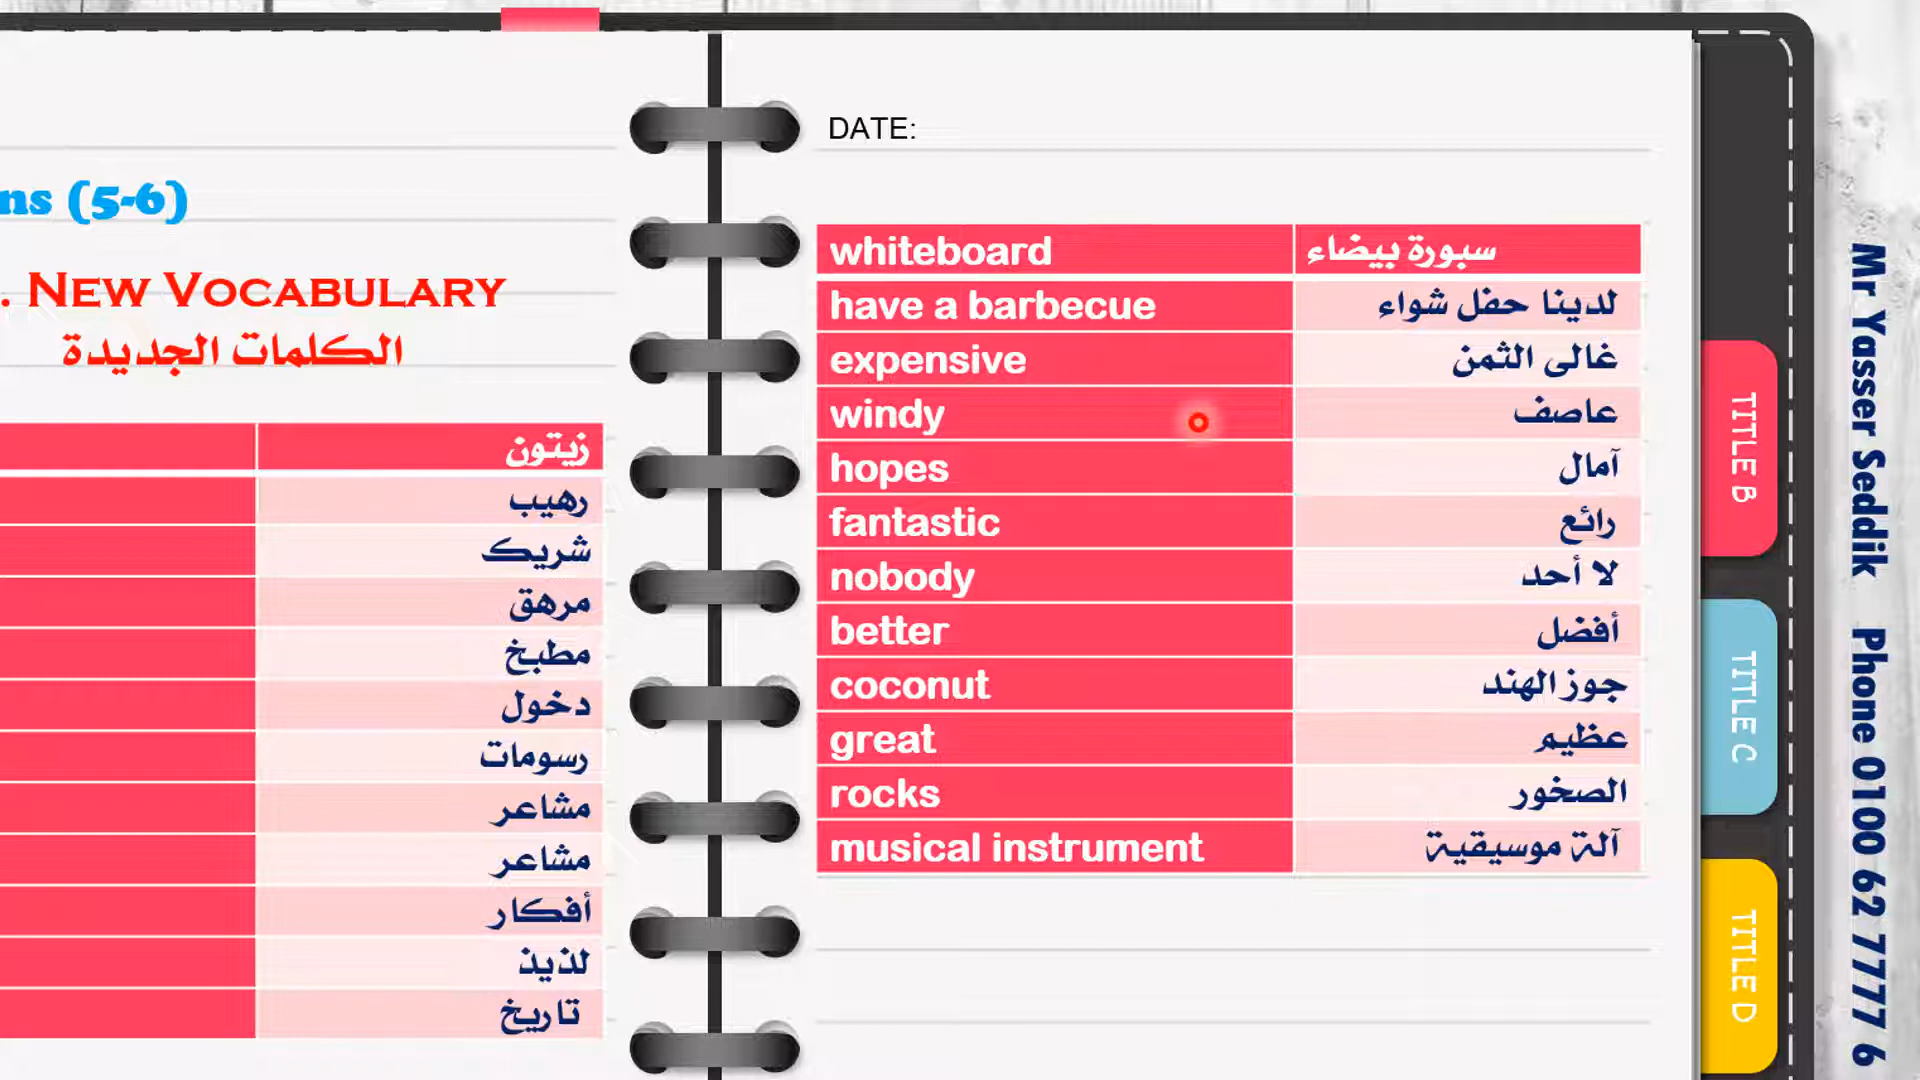 ns (5-6)
. NEW VOCABULARY
الكلمات الجديدة
زيتون
رهيب
شريك
مرهق
مطبخ
دخول
رسومات
مشاعر
مشاعر
أفكار
لذيذ
تاريخ
DATE:
whiteboard سبورة بيضاء
have a barbecue لدينا حفل شواء
expensive غالى الثمن
windy عاصف
hopes آمال
fantastic رائع
nobody لا أحد
better أفضل
coconut جوز الهند
great عظيم
rocks الصخور
musical instrument آلة موسيقية
TITLE B
TITLE C
TITLE D
Mr. Yasser Seddik Phone 0100 62 7777 6